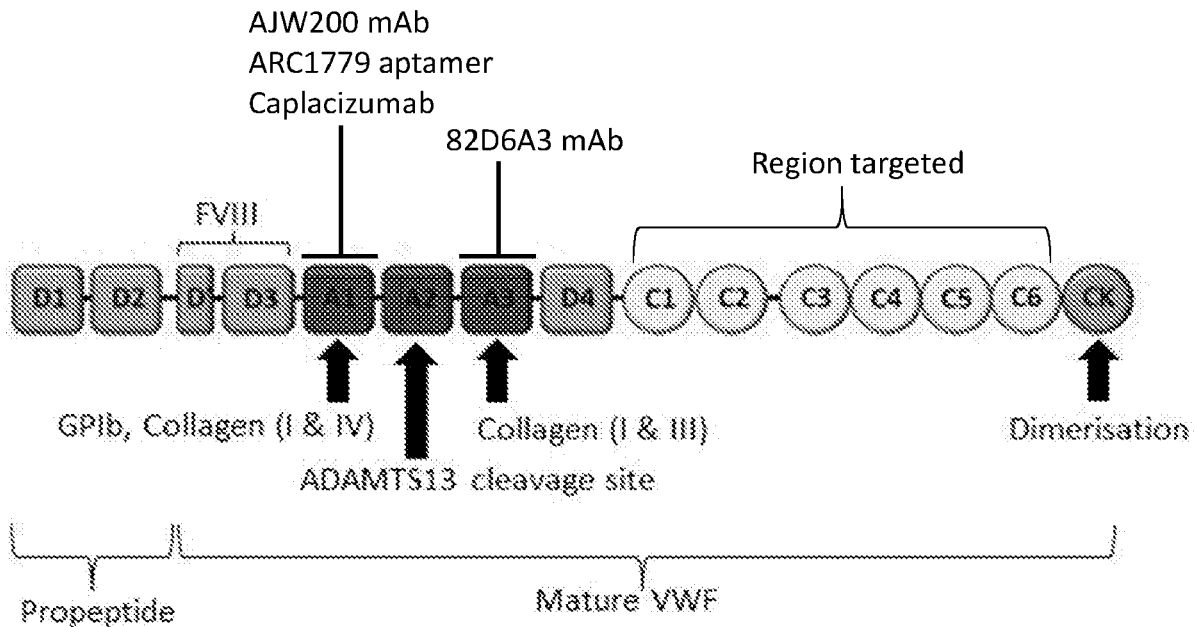 AJW200 mAb
ARC1779 aptamer
Caplacizumab
82D6A3 mAb
Region targeted
FVIII
D1 D2 D' D3 A1 A2 A3 D4 C1 C2 C3 C4 C5 C6 CK
GPIb, Collagen (I & IV)
Collagen (I & III)
Dimerisation
ADAMTS13 cleavage site
Propeptide
Mature VWF